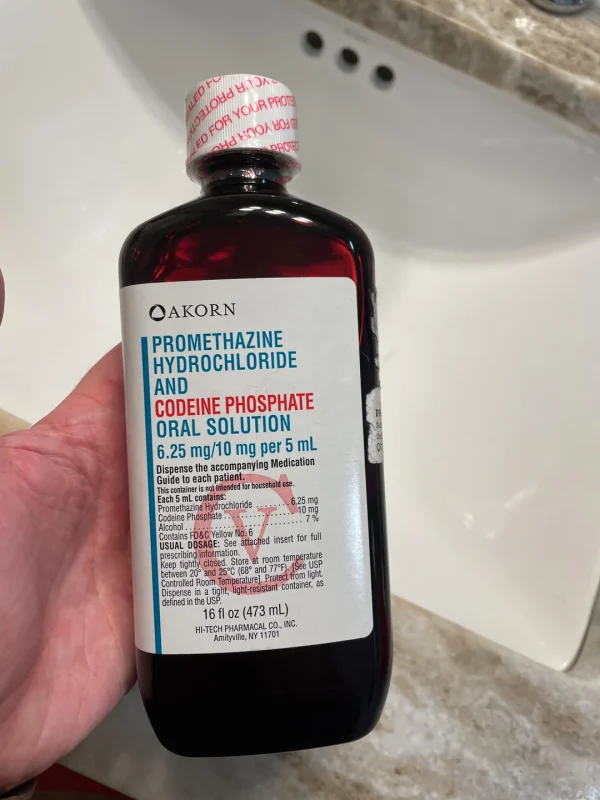 SEALED FOR YOUR PROTECTION
AKORN
PROMETHAZINE
HYDROCHLORIDE
AND
CODEINE PHOSPHATE
ORAL SOLUTION
6.25 mg/10 mg per 5 mL
Dispense the accompanying Medication
Guide to each patient.
This container is not intended for household use.
Each 5 mL contains:
Promethazine Hydrochloride ........ 6.25 mg
Codeine Phosphate .................... 10 mg
Alcohol .................................... 7 %
Contains FD&C Yellow No. 6
USUAL DOSAGE: See attached insert for full
prescribing information.
Keep tightly closed. Store at room temperature
between 20° and 25°C (68° and 77°F). [See USP
Controlled Room Temperature]. Protect from light.
Dispense in a tight, light-resistant container, as
defined in the USP.
CV
16 fl oz (473 mL)
HI-TECH PHARMACAL CO., INC.
Amityville, NY 11701